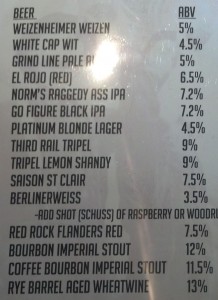 BEER ABV
WEIZENHEIMER WEIZEN 5%
WHITE CAP WIT 4.5%
GRIND LINE PALE 5%
EL ROJO (RED) 6.5%
NORM'S RAGGEDY ASS IPA 7.2%
GO FIGURE BLACK IPA 7.2%
PLATINUM BLONDE LAGER 4.5%
THIRD RAIL TRIPEL 9%
TRIPEL LEMON SHANDY 9%
SAISON ST CLAIR 7.5%
BERLINERWEISS 3.5%
-ADD SHOT (SCHUSS) OF RASPBERRY OR WOODR
RED ROCK FLANDERS RED 7.5%
BOURBON IMPERIAL STOUT 12%
COFFEE BOURBON IMPERIAL STOUT 11.5%
RYE BARREL AGED WHEATWINE 13%